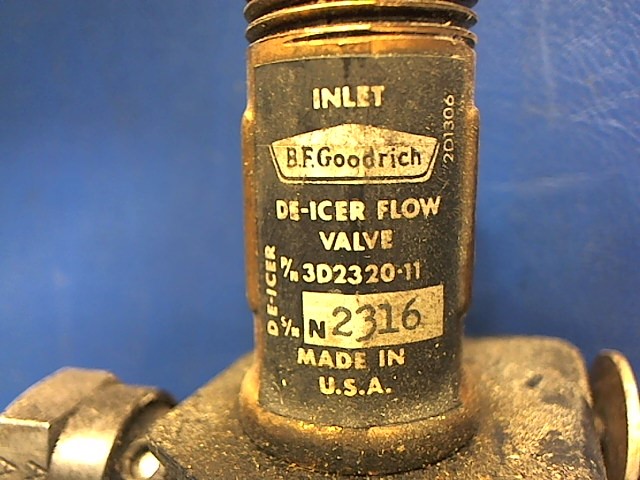 INLET
B.F.Goodrich
2D1306
DE-ICER FLOW
VALVE
P/N 3D2320-11
DE-ICER
S/N N2316
MADE IN
U.S.A.